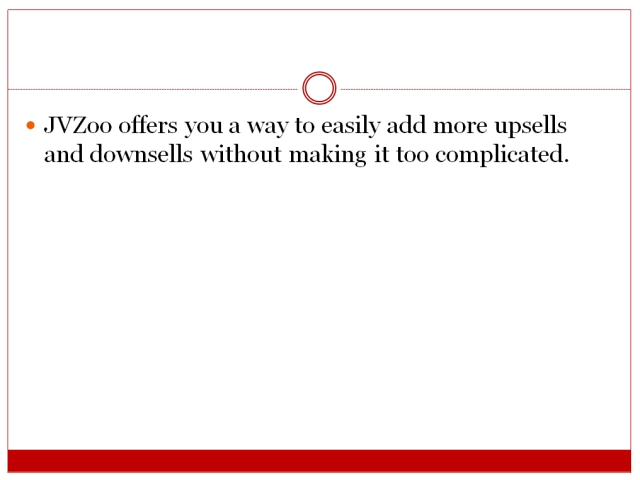 JVZoo offers you a way to easily add more upsells
and downsells without making it too complicated.